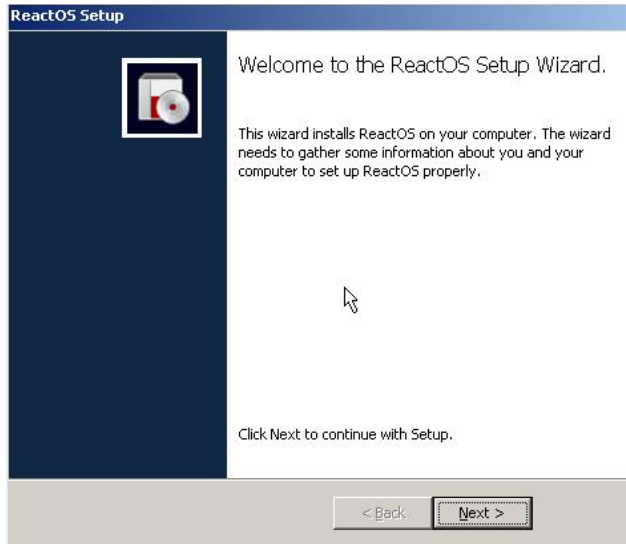 ReactOS Setup
Welcome to the ReactOS Setup Wizard.
This wizard installs ReactOS on your computer. The wizard
needs to gather some information about you and your
computer to set up ReactOS properly.
Click Next to continue with Setup.
< Back
Next >